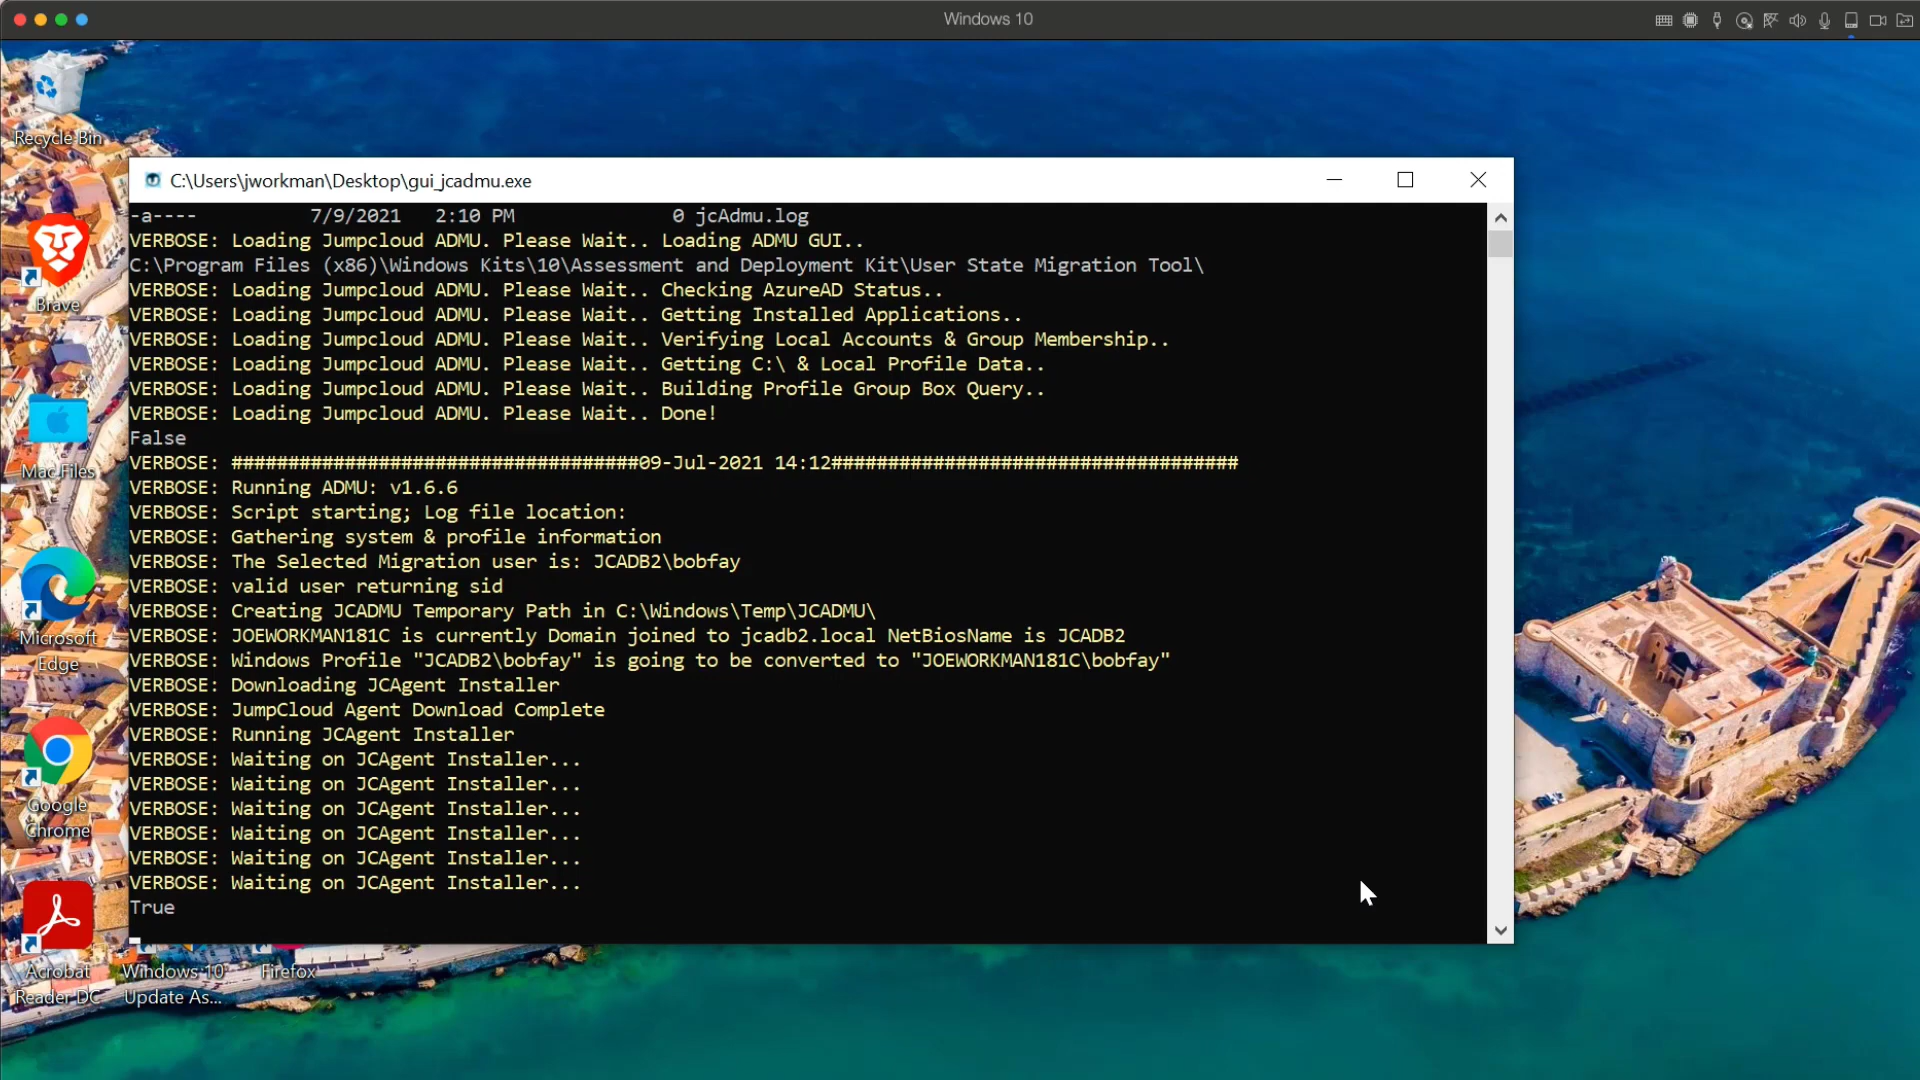 Windows 10
Recycle Bin
Brave
Mac Files
Microsoft
Edge
Google
Chrome
Acrobat
Reader DC
Windows 10
Update As...
Firefox
C:\Users\jworkman\Desktop\gui_jcadmu.exe
-a---- 7/9/2021 2:10 PM 0 jcAdmu.log
VERBOSE: Loading Jumpcloud ADMU. Please Wait.. Loading ADMU GUI..
C:\Program Files (x86)\Windows Kits\10\Assessment and Deployment Kit\User State Migration Tool\
VERBOSE: Loading Jumpcloud ADMU. Please Wait.. Checking AzureAD Status..
VERBOSE: Loading Jumpcloud ADMU. Please Wait.. Getting Installed Applications..
VERBOSE: Loading Jumpcloud ADMU. Please Wait.. Verifying Local Accounts & Group Membership..
VERBOSE: Loading Jumpcloud ADMU. Please Wait.. Getting C:\ & Local Profile Data..
VERBOSE: Loading Jumpcloud ADMU. Please Wait.. Building Profile Group Box Query..
VERBOSE: Loading Jumpcloud ADMU. Please Wait.. Done!
False
VERBOSE: ####################################09-Jul-2021 14:12####################################
VERBOSE: Running ADMU: v1.6.6
VERBOSE: Script starting; Log file location:
VERBOSE: Gathering system & profile information
VERBOSE: The Selected Migration user is: JCADB2\bobfay
VERBOSE: valid user returning sid
VERBOSE: Creating JCADMU Temporary Path in C:\Windows\Temp\JCADMU\
VERBOSE: JOEWORKMAN181C is currently Domain joined to jcadb2.local NetBiosName is JCADB2
VERBOSE: Windows Profile "JCADB2\bobfay" is going to be converted to "JOEWORKMAN181C\bobfay"
VERBOSE: Downloading JCAgent Installer
VERBOSE: JumpCloud Agent Download Complete
VERBOSE: Running JCAgent Installer
VERBOSE: Waiting on JCAgent Installer...
VERBOSE: Waiting on JCAgent Installer...
VERBOSE: Waiting on JCAgent Installer...
VERBOSE: Waiting on JCAgent Installer...
VERBOSE: Waiting on JCAgent Installer...
VERBOSE: Waiting on JCAgent Installer...
True